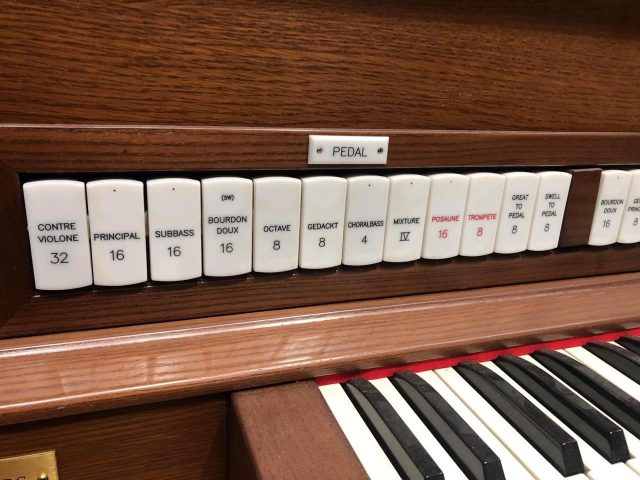 PEDAL
CONTRE
VIOLONE
32
PRINCIPAL
16
SUBBASS
16
(SW)
BOURDON
DOUX
16
OCTAVE
8
GEDACKT
8
CHORALBASS
4
MIXTURE
IV
POSAUNE
16
TROMPETE
8
GREAT
TO
PEDAL
8
SWELL
TO
PEDAL
8
BOURDON
DOUX
16
8